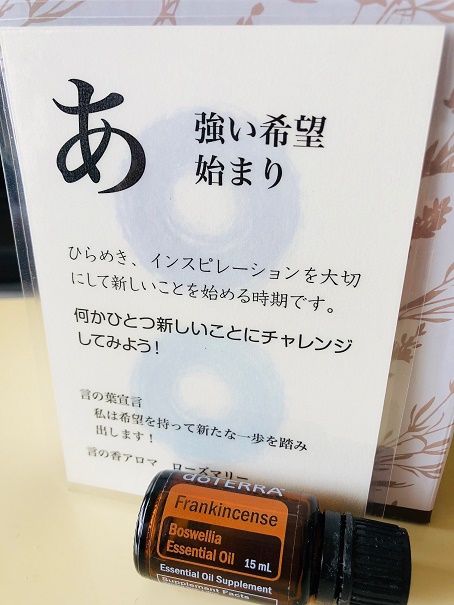 あ
強い希望
始まり
ひらめき、インスピレーションを大切
にして新しいことを始める時期です。
何かひとつ新しいことにチャレンジ
してみよう!
言の葉宣言
私は希望を持って新たな一歩を踏み
出します!
言の香アロマ　ローズマリー
doTERRA
Frankincense
Boswellia
Essential Oil 15 mL
Essential Oil Supplement
Supplement Facts